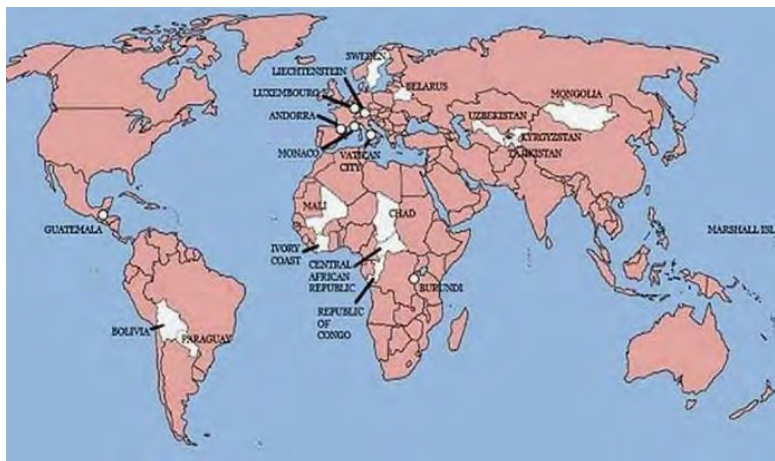 SWEDEN
LIECHTENSTEIN
LUXEMBOURG
BELARUS
ANDORRA
MONGOLIA
UZBEKISTAN
KYRGYZSTAN
MONACO
VATICAN
CITY
TAJIKISTAN
MALI
CHAD
GUATEMALA
MARSHALL ISL
IVORY
COAST
CENTRAL
AFRICAN
REPUBLIC
BURUNDI
REPUBLIC
OF
CONGO
BOLIVIA
PARAGUAY